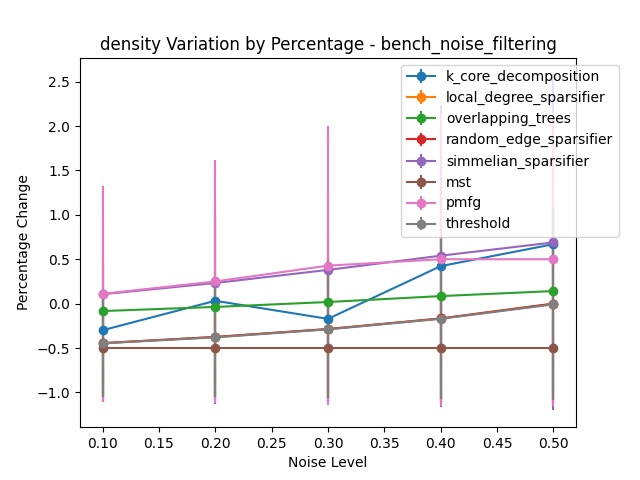 density Variation by Percentage - bench_noise_filtering
k_core_decomposition
local_degree_sparsifier
overlapping_trees
random_edge_sparsifier
simmelian_sparsifier
mst
pmfg
threshold
Percentage Change
2.5
2.0
1.5
1.0
0.5
0.0
−0.5
−1.0
0.10 0.15 0.20 0.25 0.30 0.35 0.40 0.45 0.50
Noise Level